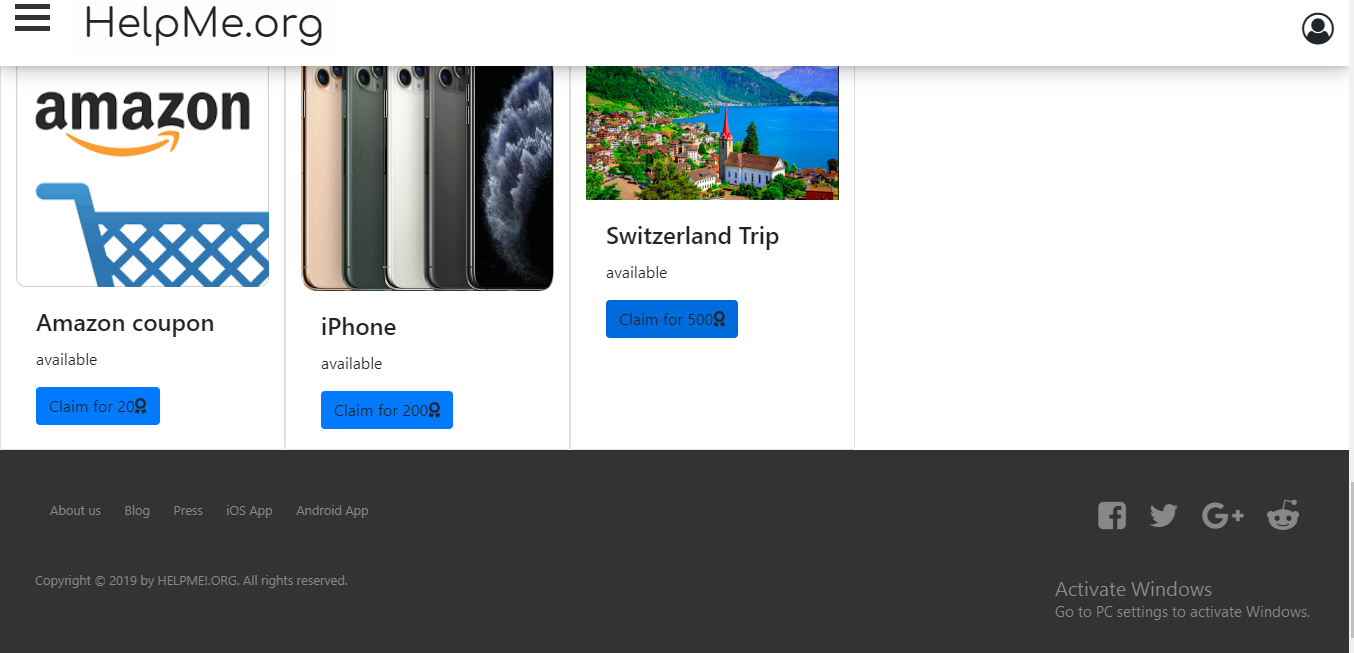 HelpMe.org
amazon
Amazon coupon
available
Claim for 20
iPhone
available
Claim for 200
Switzerland Trip
available
Claim for 500
About us Blog Press iOS App Android App
Copyright © 2019 by HELPME!.ORG. All rights reserved.
Activate Windows
Go to PC settings to activate Windows.